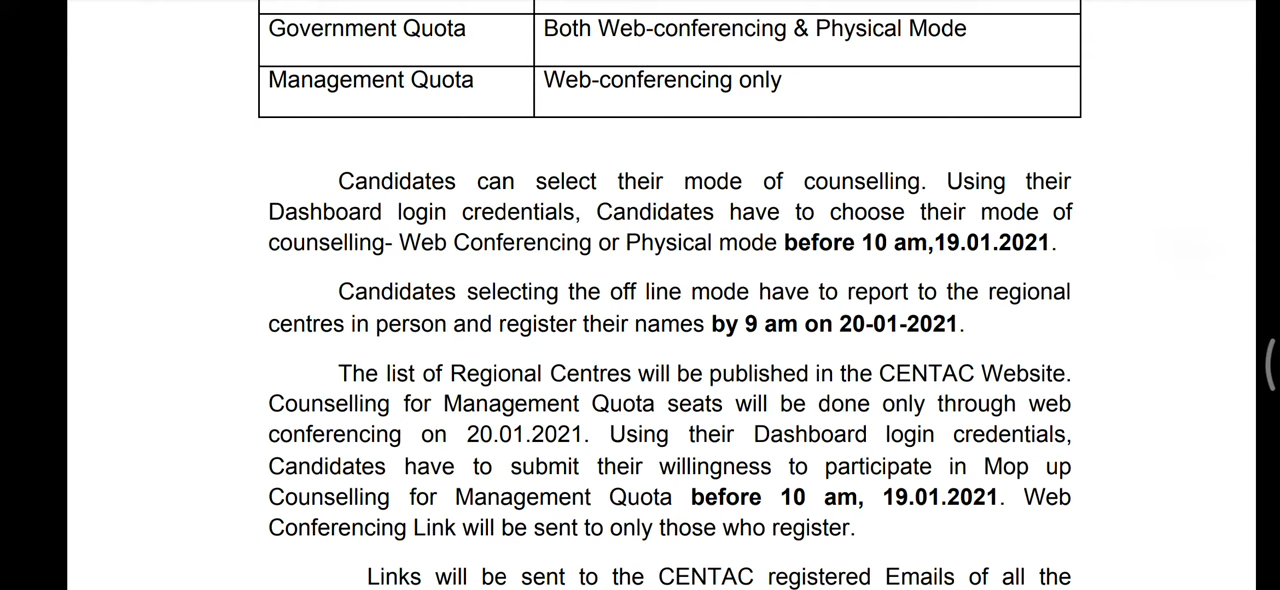 Government Quota Both Web-conferencing & Physical Mode
Management Quota Web-conferencing only
Candidates can select their mode of counselling. Using their
Dashboard login credentials, Candidates have to choose their mode of
counselling- Web Conferencing or Physical mode before 10 am,19.01.2021.
Candidates selecting the off line mode have to report to the regional
centres in person and register their names by 9 am on 20-01-2021.
The list of Regional Centres will be published in the CENTAC Website.
Counselling for Management Quota seats will be done only through web
conferencing on 20.01.2021. Using their Dashboard login credentials,
Candidates have to submit their willingness to participate in Mop up
Counselling for Management Quota before 10 am, 19.01.2021. Web
Conferencing Link will be sent to only those who register.
Links will be sent to the CENTAC registered Emails of all the